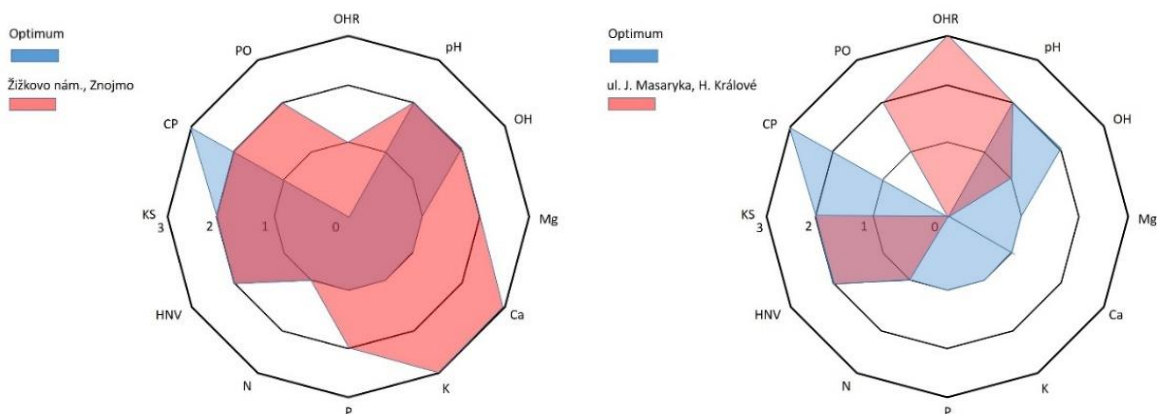 Optimum
Žižkovo nám., Znojmo
OHR
pH
OH
Mg
Ca
K
P
N
HNV
KS
CP
PO
3
2
1
0
Optimum
ul. J. Masaryka, H. Králové
OHR
pH
OH
Mg
Ca
K
P
N
HNV
KS
CP
PO
3
2
1
0